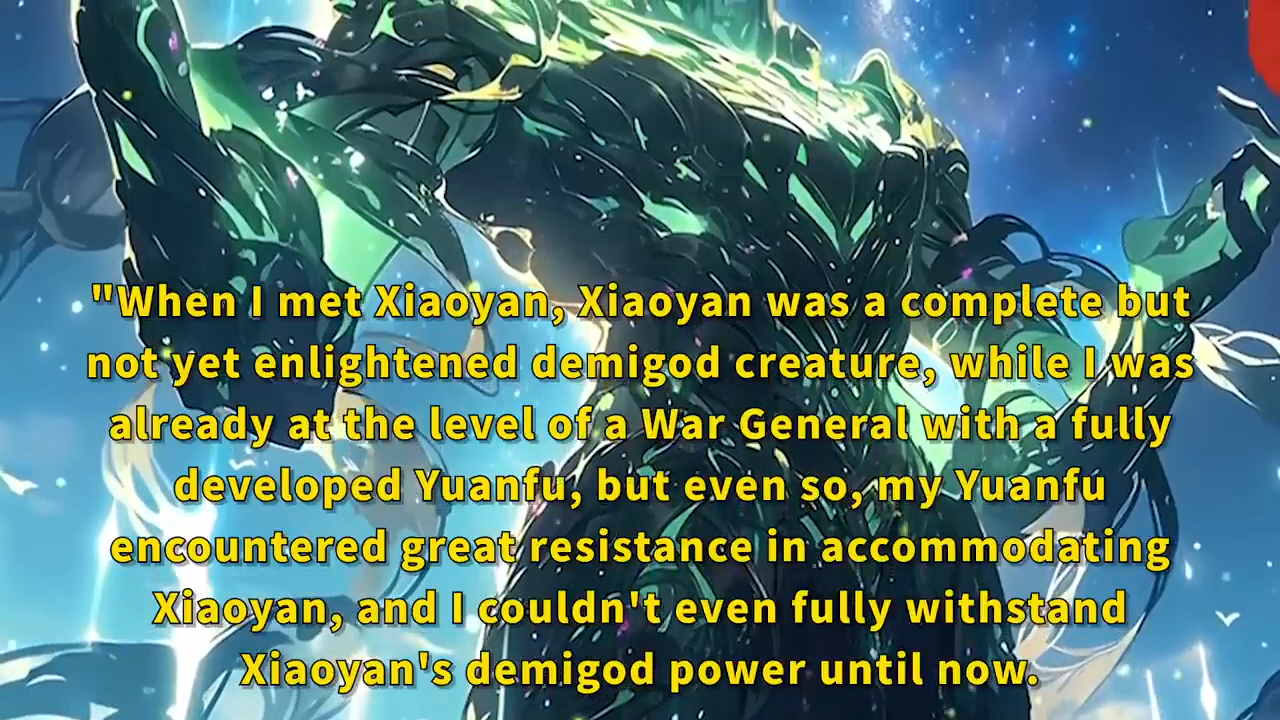 "When I met Xiaoyan, Xiaoyan was a complete but
not yet enlightened demigod creature, while I was
already at the level of a War General with a fully
developed Yuanfu, but even so, my Yuanfu
encountered great resistance in accommodating
Xiaoyan, and I couldn't even fully withstand
Xiaoyan's demigod power until now.